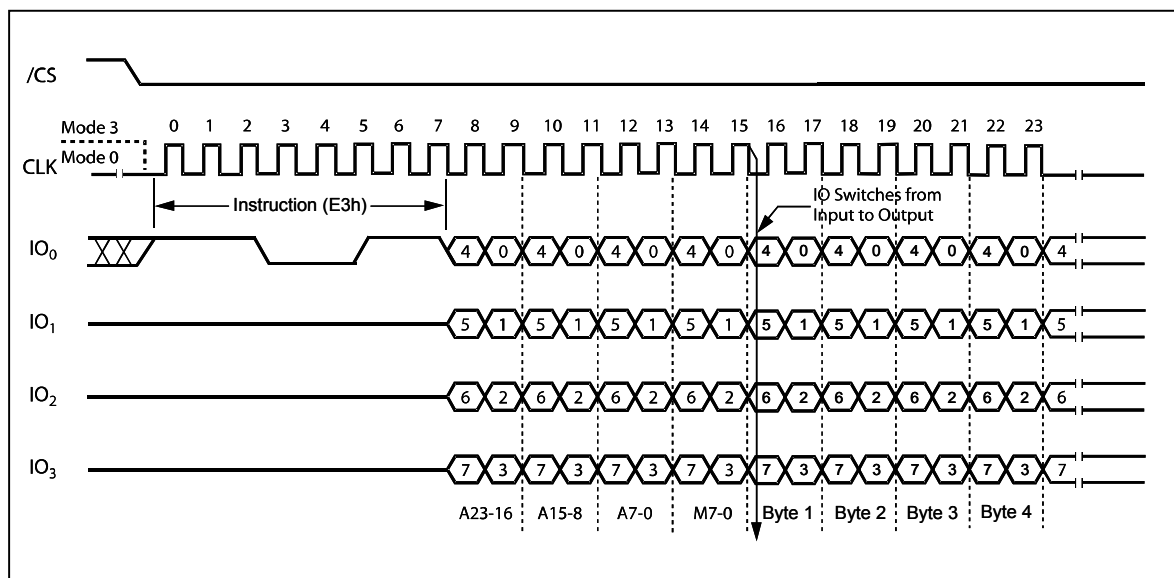 /CS
Mode 3
0 1 2 3 4 5 6 7 8 9 10 11 12 13 14 15 16 17 18 19 20 21 22 23
CLK
Mode 0
Instruction (E3h)
IO Switches from
Input to Output
IO0
4 0 4 0 4 0 4 0 4 0 4 0 4 0 4 0 4
IO1
5 1 5 1 5 1 5 1 5 1 5 1 5 1 5 1 5
IO2
6 2 6 2 6 2 6 2 6 2 6 2 6 2 6 2 6
IO3
7 3 7 3 7 3 7 3 7 3 7 3 7 3 7 3 7
A23-16 A15-8 A7-0 M7-0 Byte 1 Byte 2 Byte 3 Byte 4